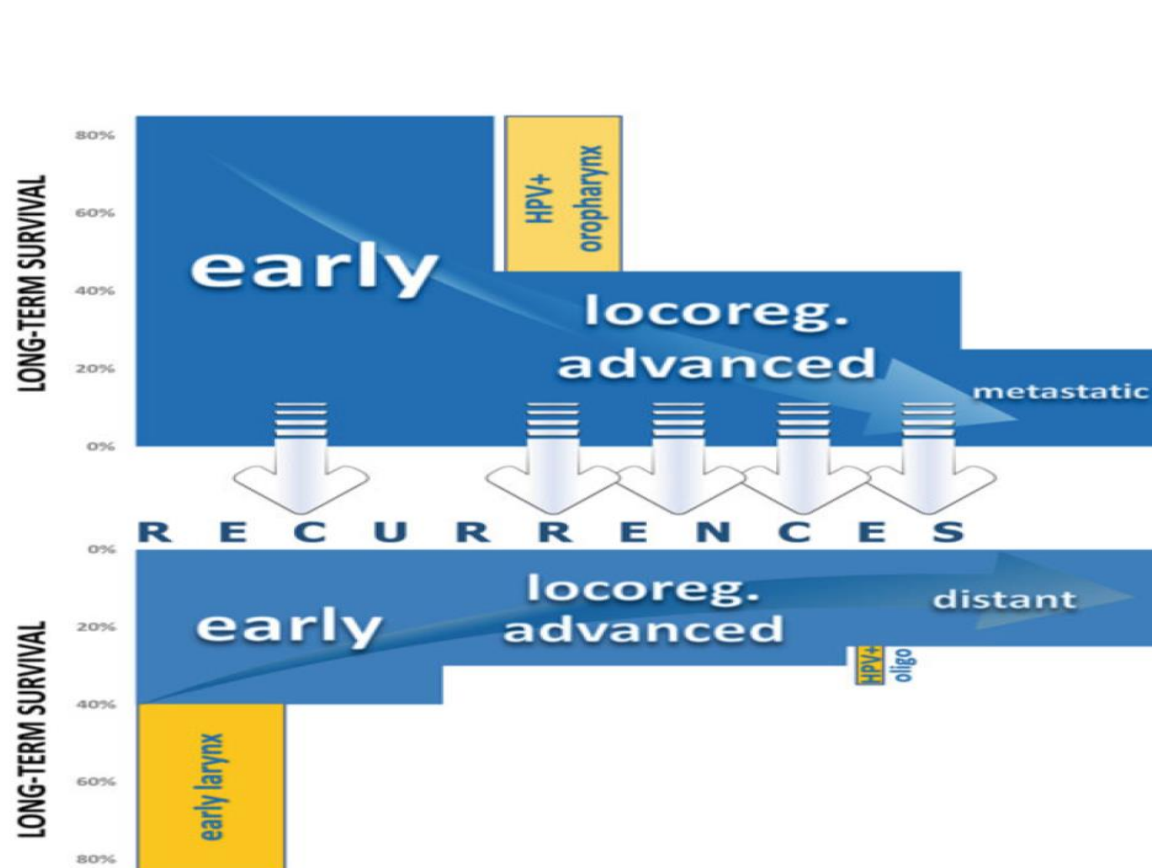 LONG-TERM SURVIVAL
80%
60%
40%
20%
0%
early
HPV+
oropharynx
locoreg.
advanced
metastatic
RECURRENCES
LONG-TERM SURVIVAL
0%
20%
40%
60%
80%
early
locoreg.
advanced
distant
HPV+
oligo
early larynx